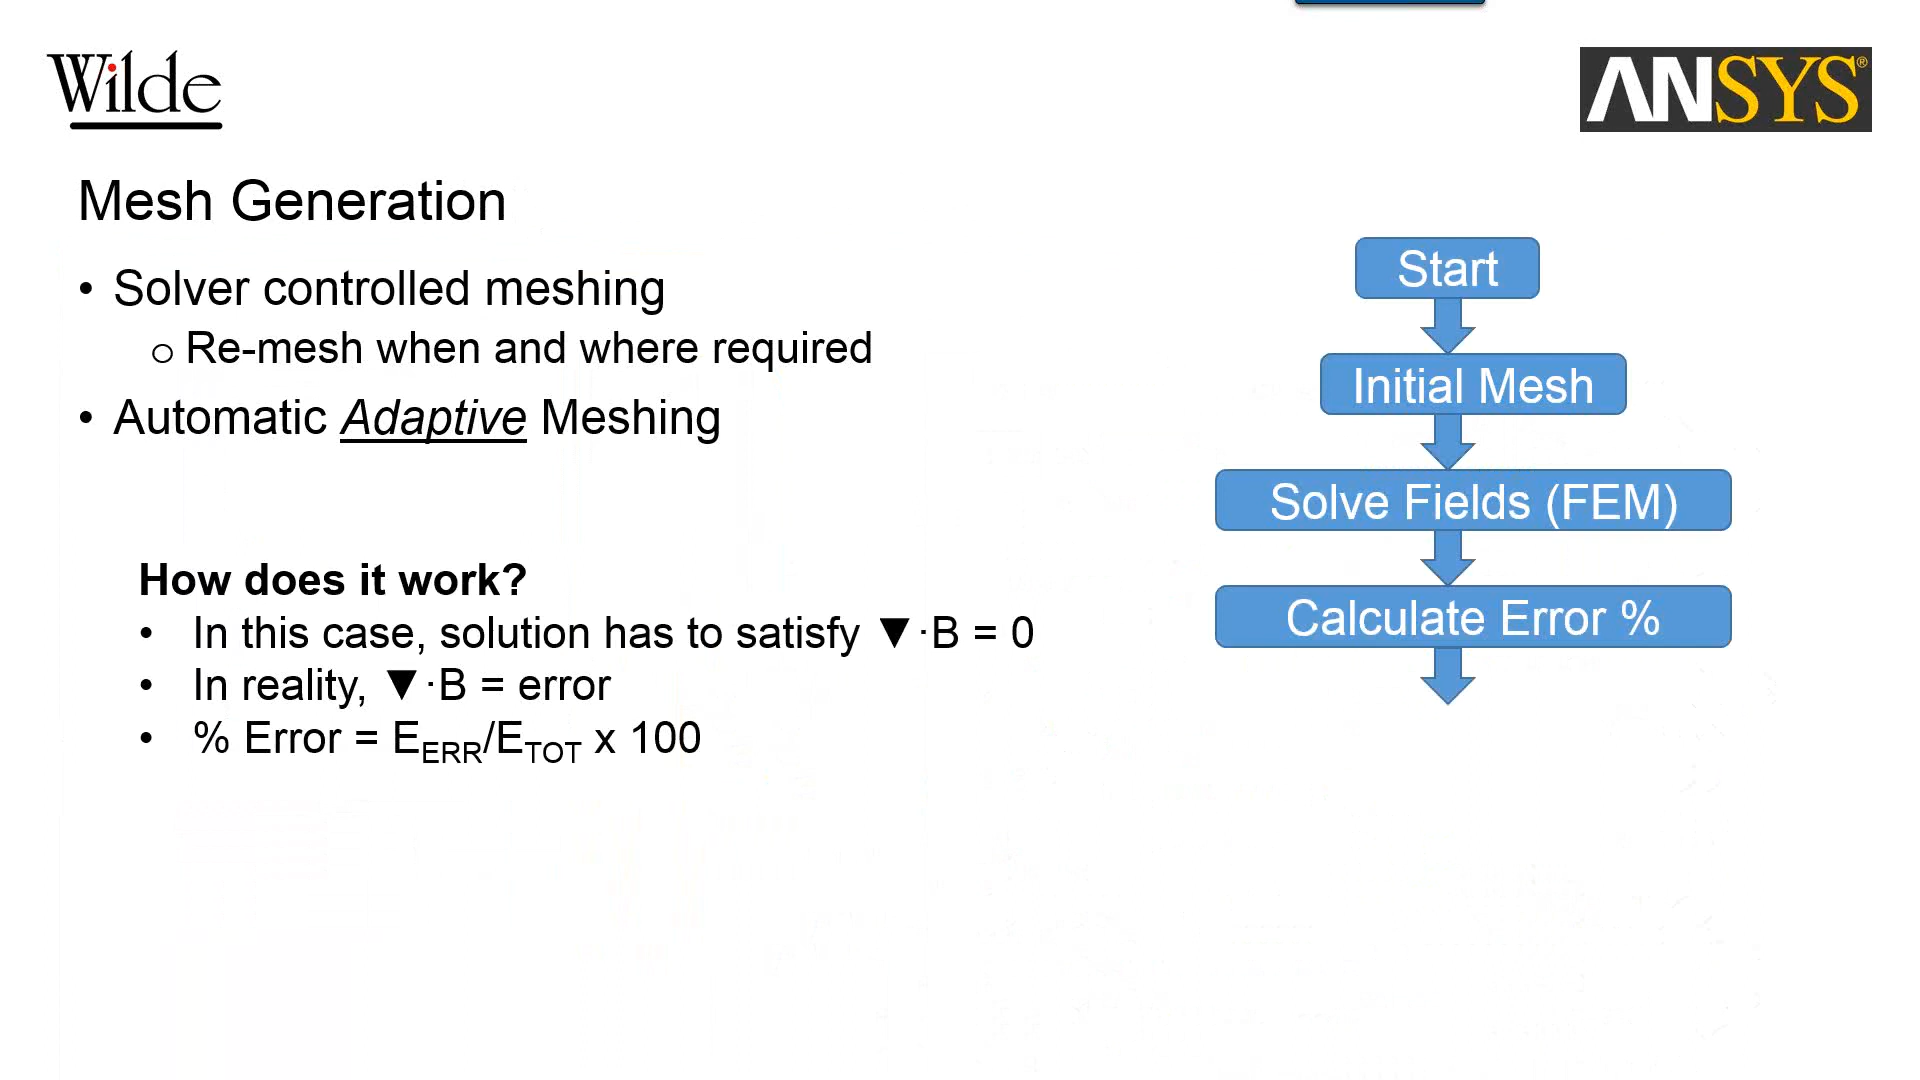 Wilde
ANSYS®
Mesh Generation
• Solver controlled meshing
o Re-mesh when and where required
• Automatic Adaptive Meshing
How does it work?
• In this case, solution has to satisfy ▼·B = 0
• In reality, ▼·B = error
• % Error = E_ERR/E_TOT x 100
Start
Initial Mesh
Solve Fields (FEM)
Calculate Error %